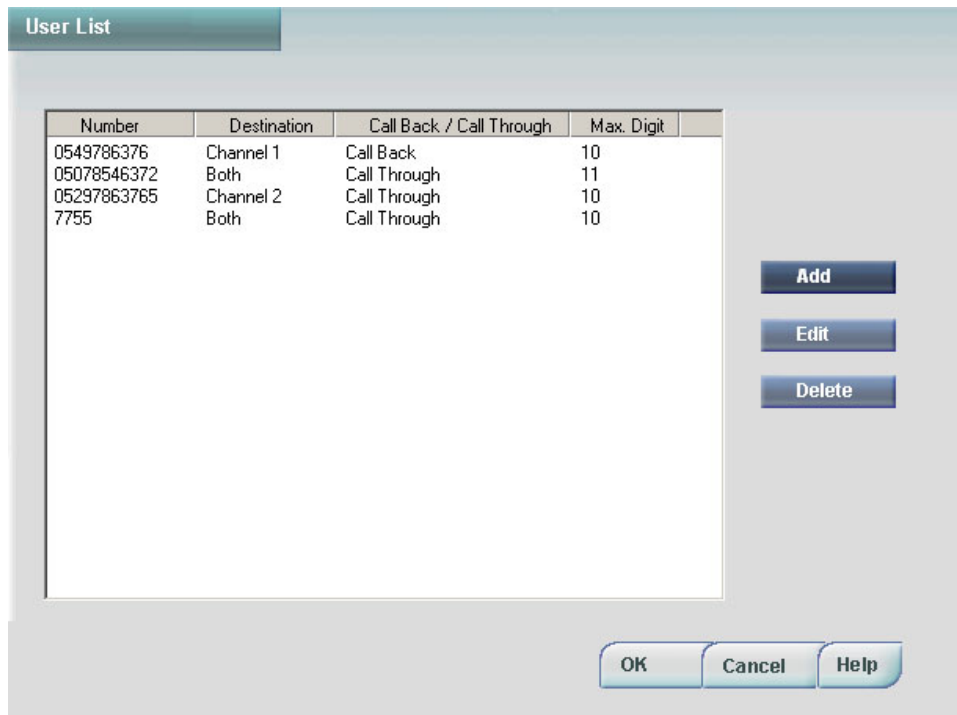 User List
Number Destination Call Back / Call Through Max. Digit
0549786376 Channel 1 Call Back 10
05078546372 Both Call Through 11
05297863765 Channel 2 Call Through 10
7755 Both Call Through 10
Add
Edit
Delete
OK Cancel Help